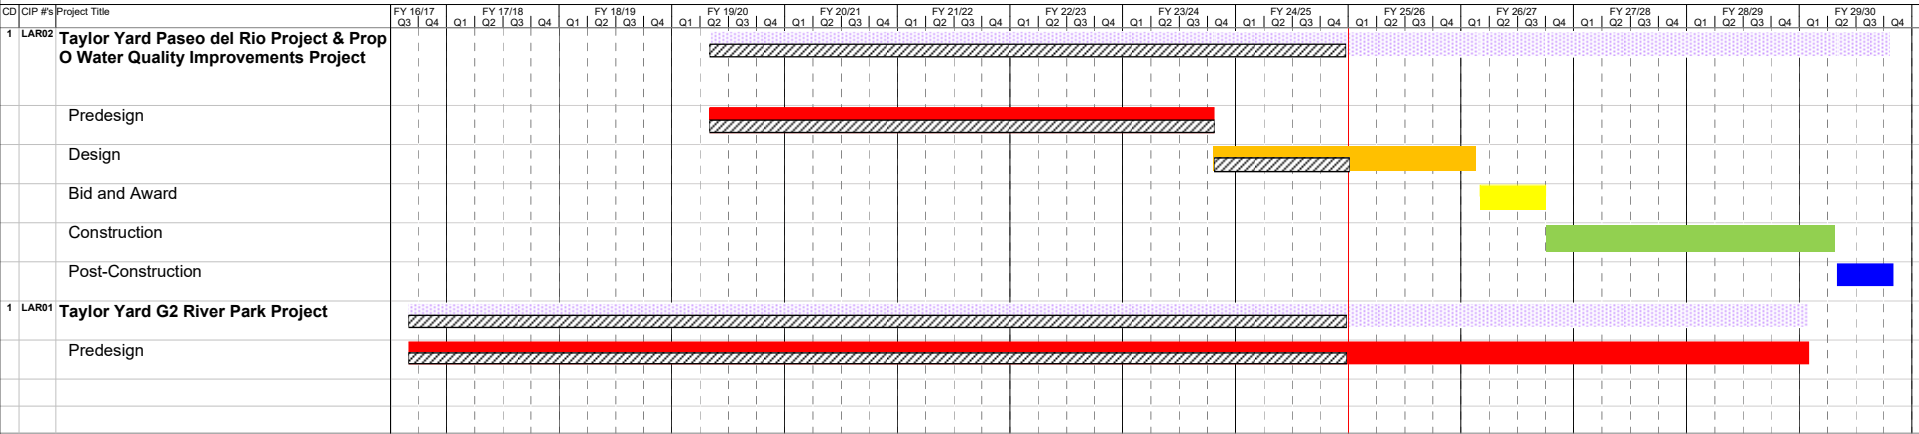 CD CIP #'s Project Title FY 16/17 FY 17/18 FY 18/19 FY 19/20 FY 20/21 FY 21/22 FY 22/23 FY 23/24 FY 24/25 FY 25/26 FY 26/27 FY 27/28 FY 28/29 FY 29/30
Q3 Q4 Q1 Q2 Q3 Q4 Q1 Q2 Q3 Q4 Q1 Q2 Q3 Q4 Q1 Q2 Q3 Q4 Q1 Q2 Q3 Q4 Q1 Q2 Q3 Q4 Q1 Q2 Q3 Q4 Q1 Q2 Q3 Q4 Q1 Q2 Q3 Q4 Q1 Q2 Q3 Q4 Q1 Q2 Q3 Q4 Q1 Q2 Q3 Q4 Q1 Q2 Q3 Q4
1 LAR02 Taylor Yard Paseo del Rio Project & Prop
O Water Quality Improvements Project
Predesign
Design
Bid and Award
Construction
Post-Construction
1 LAR01 Taylor Yard G2 River Park Project
Predesign